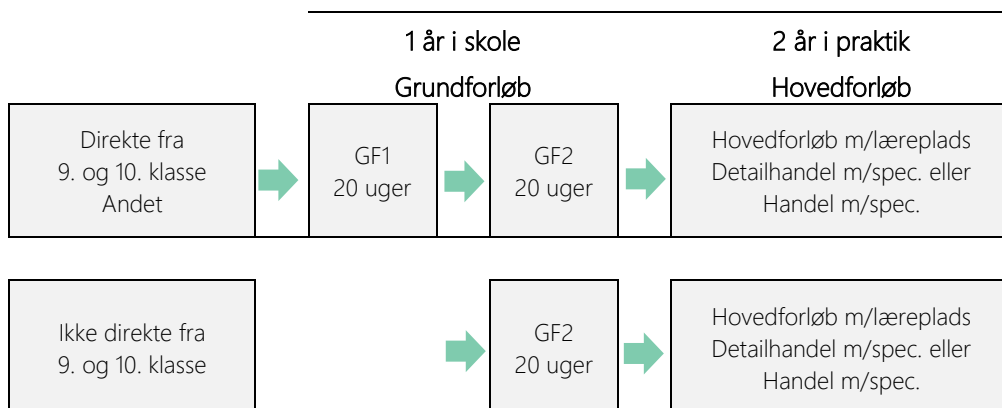 1 år i skole
Grundforløb
2 år i praktik
Hovedforløb
Direkte fra
9. og 10. klasse
Andet
GF1
20 uger
GF2
20 uger
Hovedforløb m/læreplads
Detailhandel m/spec. eller
Handel m/spec.
Ikke direkte fra
9. og 10. klasse
GF2
20 uger
Hovedforløb m/læreplads
Detailhandel m/spec. eller
Handel m/spec.